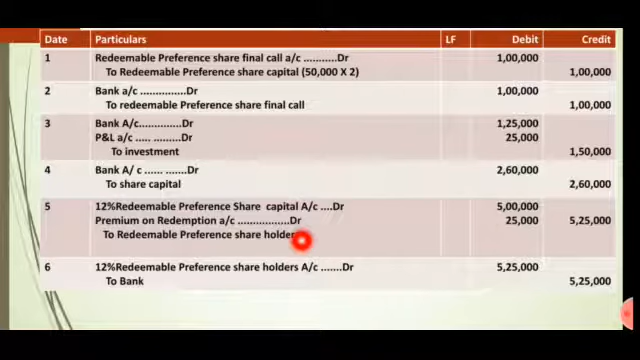 Date Particulars LF Debit Credit
1 Redeemable Preference share final call a/c ...........Dr 1,00,000
To Redeemable Preference share capital (50,000 X 2) 1,00,000
2 Bank a/c ...............Dr 1,00,000
To redeemable Preference share final call 1,00,000
3 Bank A/c..............Dr 1,25,000
P&L a/c ..... .........Dr 25,000
To investment 1,50,000
4 Bank A/ c ...... .......Dr 2,60,000
To share capital 2,60,000
5 12%Redeemable Preference Share capital A/c ....Dr 5,00,000
Premium on Redemption a/c .................Dr 25,000 5,25,000
To Redeemable Preference share holder
6 12%Redeemable Preference share holders A/c .......Dr 5,25,000
To Bank 5,25,000